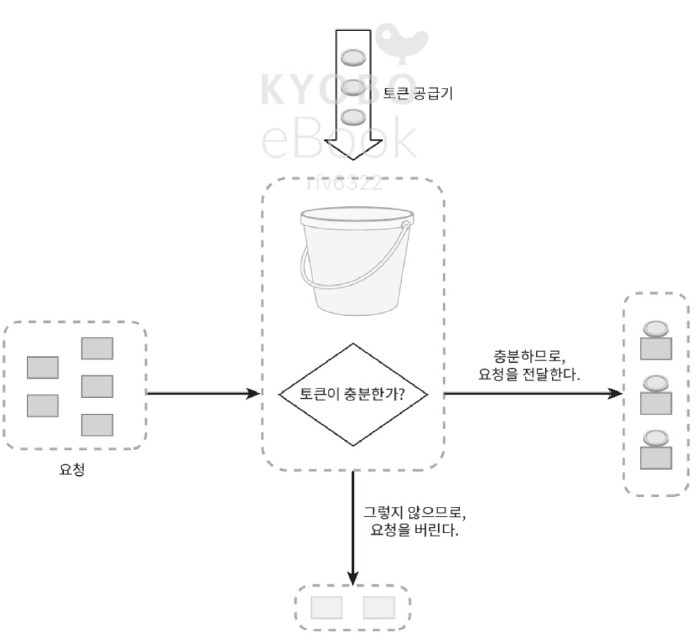 KYOBO
eBook
rfv6322
토큰 공급기
토큰이 충분한가?
충분하므로,
요청을 전달한다.
요청
그렇지 않으므로,
요청을 버린다.